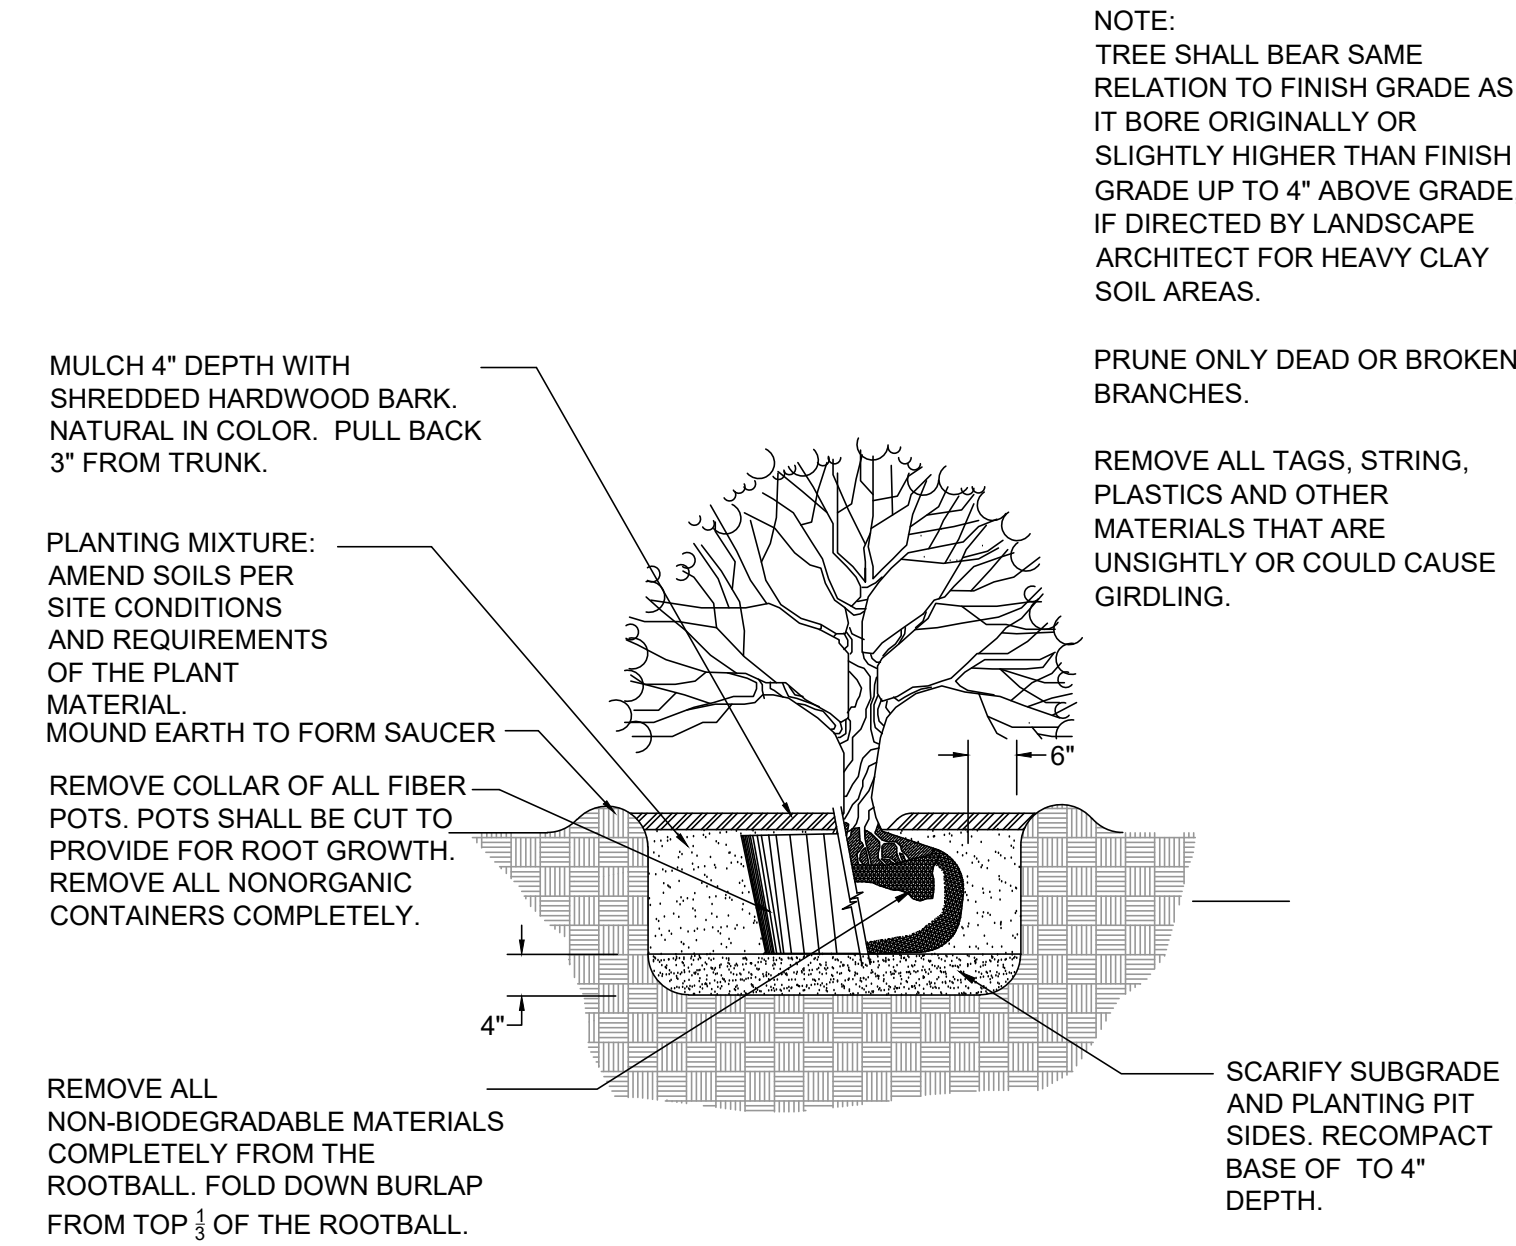 NOTE:
TREE SHALL BEAR SAME
RELATION TO FINISH GRADE AS
IT BORE ORIGINALLY OR
SLIGHTLY HIGHER THAN FINISH
GRADE UP TO 4" ABOVE GRADE.
IF DIRECTED BY LANDSCAPE
ARCHITECT FOR HEAVY CLAY
SOIL AREAS.
PRUNE ONLY DEAD OR BROKEN
BRANCHES.
REMOVE ALL TAGS, STRING,
PLASTICS AND OTHER
MATERIALS THAT ARE
UNSIGHTLY OR COULD CAUSE
GIRDLING.
MULCH 4" DEPTH WITH
SHREDDED HARDWOOD BARK.
NATURAL IN COLOR. PULL BACK
3" FROM TRUNK.
PLANTING MIXTURE:
AMEND SOILS PER
SITE CONDITIONS
AND REQUIREMENTS
OF THE PLANT
MATERIAL.
MOUND EARTH TO FORM SAUCER
REMOVE COLLAR OF ALL FIBER
POTS. POTS SHALL BE CUT TO
PROVIDE FOR ROOT GROWTH.
REMOVE ALL NONORGANIC
CONTAINERS COMPLETELY.
6"
4"
REMOVE ALL
NON-BIODEGRADABLE MATERIALS
COMPLETELY FROM THE
ROOTBALL. FOLD DOWN BURLAP
FROM TOP 1/3 OF THE ROOTBALL.
SCARIFY SUBGRADE
AND PLANTING PIT
SIDES. RECOMPACT
BASE OF TO 4"
DEPTH.